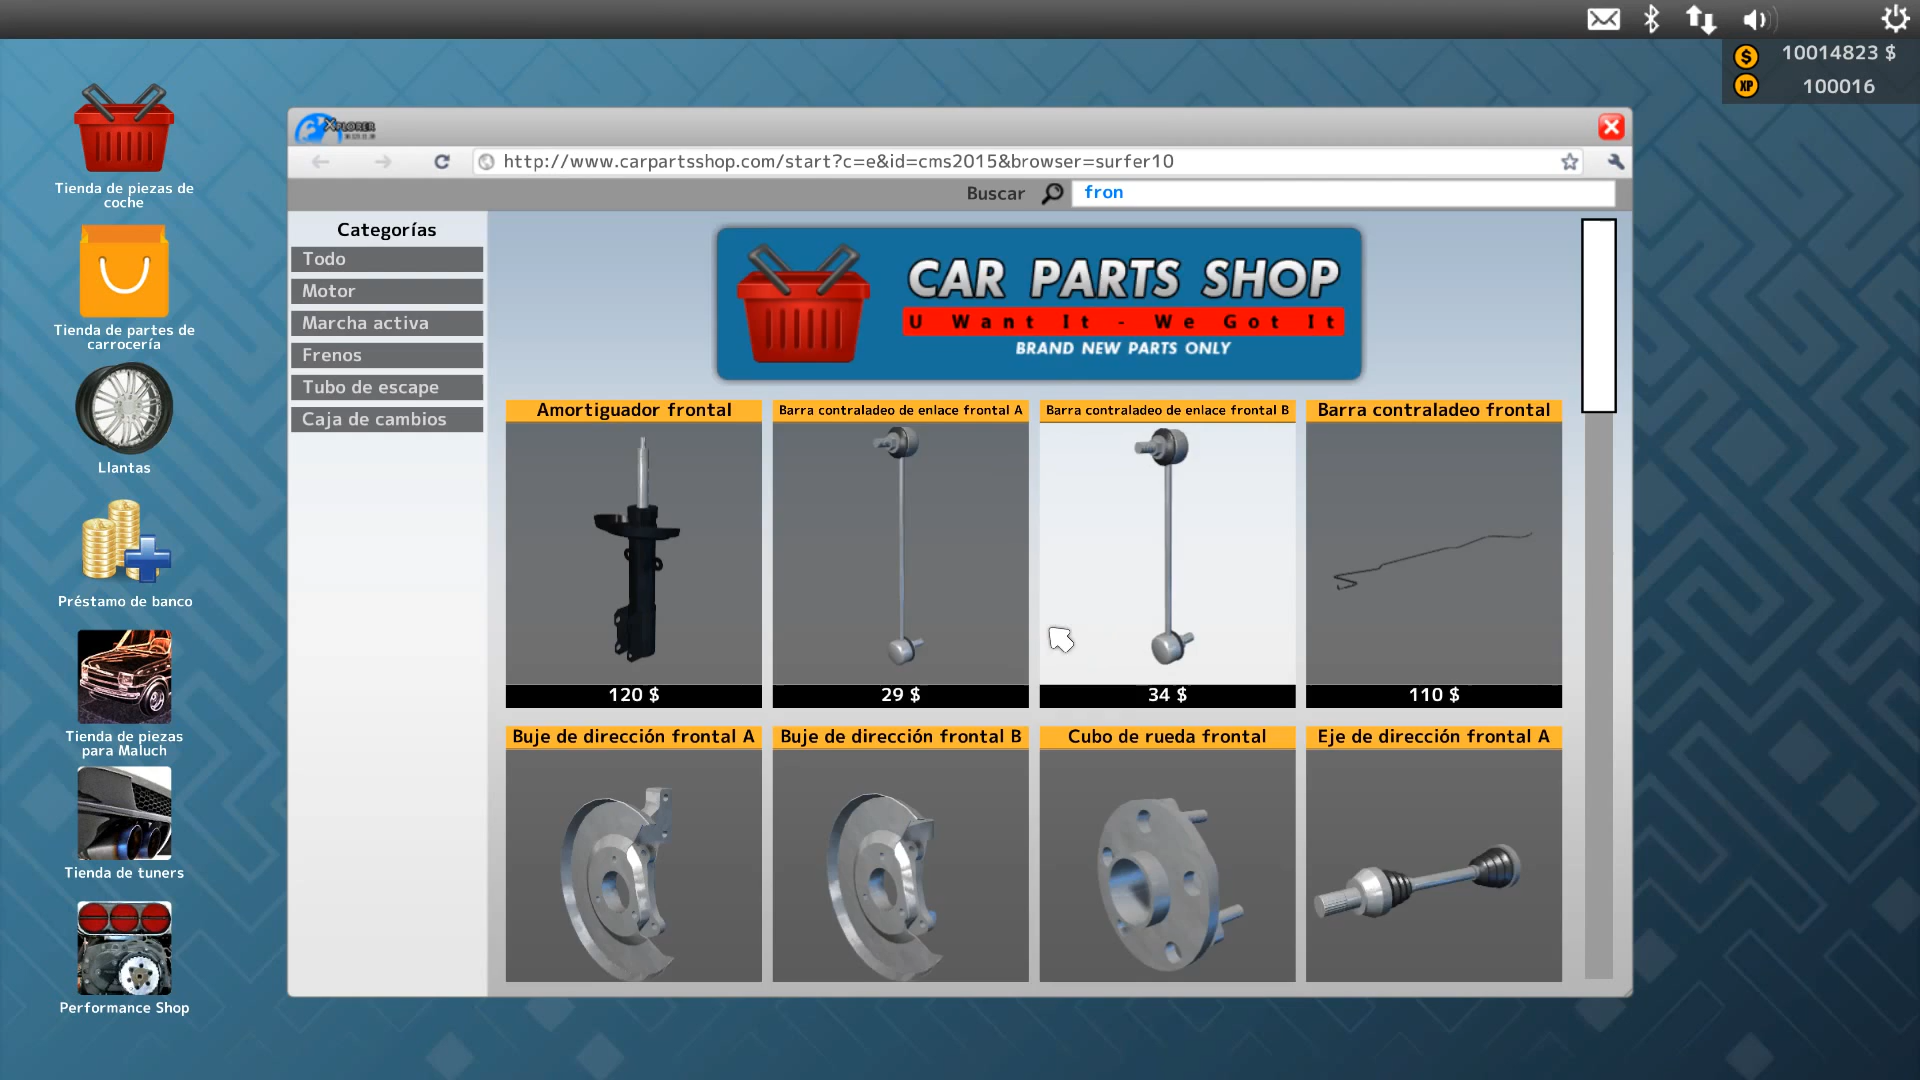 10014823 $
XP
100016
Tienda de piezas de
coche
Tienda de partes de
carrocería
Llantas
Préstamo de banco
Tienda de piezas
para Maluch
Tienda de tuners
Performance Shop
XPLORER
http://www.carpartsshop.com/start?c=e&id=cms2015&browser=surfer10
Buscar fron
Categorías
Todo
Motor
Marcha activa
Frenos
Tubo de escape
Caja de cambios
CAR PARTS SHOP
U Want It - We Got It
BRAND NEW PARTS ONLY
Amortiguador frontal
120 $
Barra contraladeo de enlace frontal A
29 $
Barra contraladeo de enlace frontal B
34 $
Barra contraladeo frontal
110 $
Buje de dirección frontal A
Buje de dirección frontal B
Cubo de rueda frontal
Eje de dirección frontal A